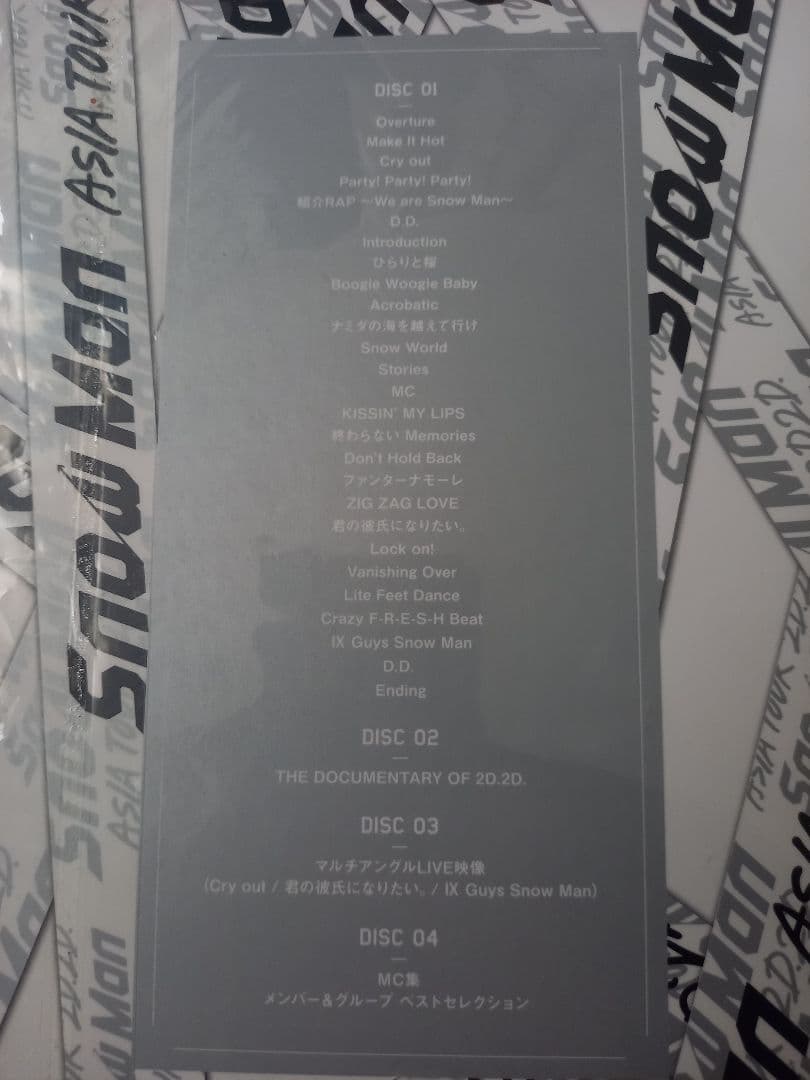 DISC 01
Overture
Make It Hot
Cry out
Party! Party! Party!
紹介RAP 〜We are Snow Man〜
D.D.
Introduction
ひらりと桜
Boogie Woogie Baby
Acrobatic
ナミダの海を越えて行け
Snow World
Stories
MC
KISSIN' MY LIPS
終わらない Memories
Don't Hold Back
ファンターナモーレ
ZIG ZAG LOVE
君の彼氏になりたい。
Lock on!
Vanishing Over
Lite Feet Dance
Crazy F-R-E-S-H Beat
IX Guys Snow Man
D.D.
Ending
DISC 02
THE DOCUMENTARY OF 2D.2D.
DISC 03
マルチアングルLIVE映像
(Cry out / 君の彼氏になりたい。/ IX Guys Snow Man)
DISC 04
MC集
メンバー＆グループ ベストセレクション
Snow Man
ASIA TOUR
Snow Man
ASIA TOUR 2D.2D.